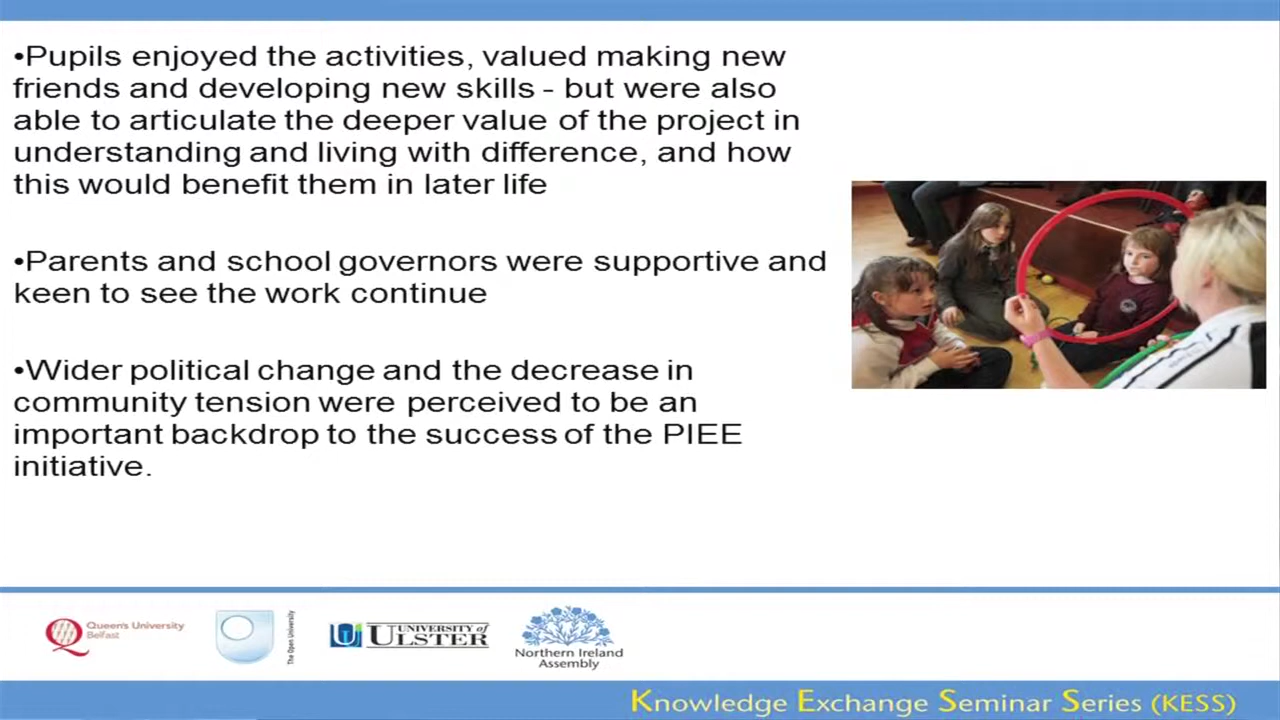 •Pupils enjoyed the activities, valued making new
friends and developing new skills - but were also
able to articulate the deeper value of the project in
understanding and living with difference, and how
this would benefit them in later life
•Parents and school governors were supportive and
keen to see the work continue
•Wider political change and the decrease in
community tension were perceived to be an
important backdrop to the success of the PIEE
initiative.
Queen's University
Belfast
The Open University
UNIVERSITY of
ULSTER
Northern Ireland
Assembly
Knowledge Exchange Seminar Series (KESS)